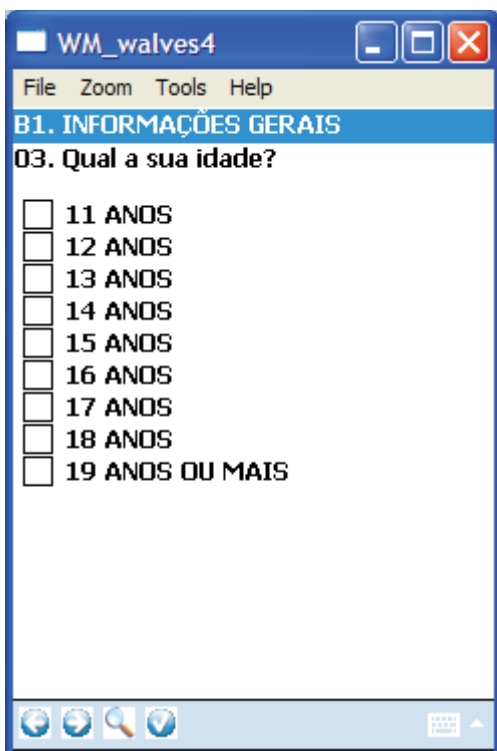 WM_walves4
File Zoom Tools Help
B1. INFORMAÇÕES GERAIS
03. Qual a sua idade?
11 ANOS
12 ANOS
13 ANOS
14 ANOS
15 ANOS
16 ANOS
17 ANOS
18 ANOS
19 ANOS OU MAIS